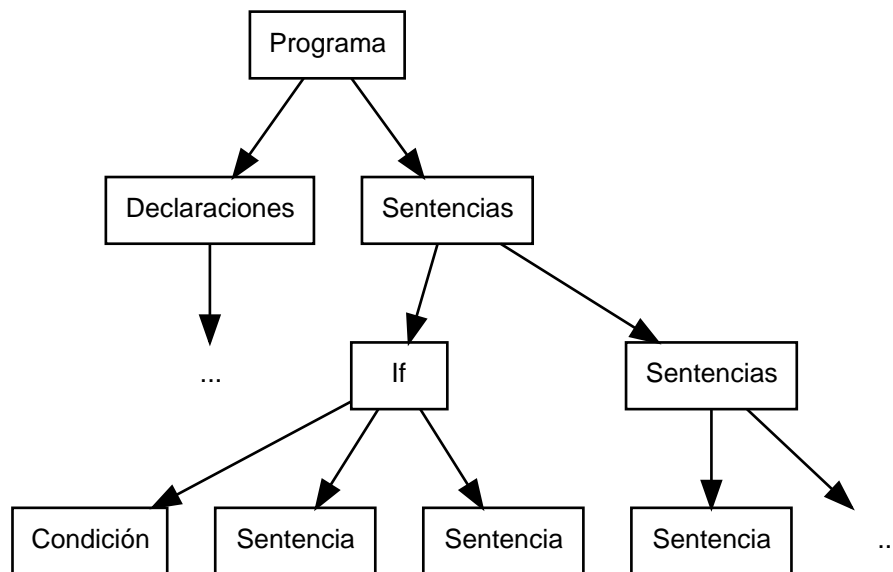 Programa
Declaraciones Sentencias
... If Sentencias
Condición Sentencia Sentencia Sentencia ..